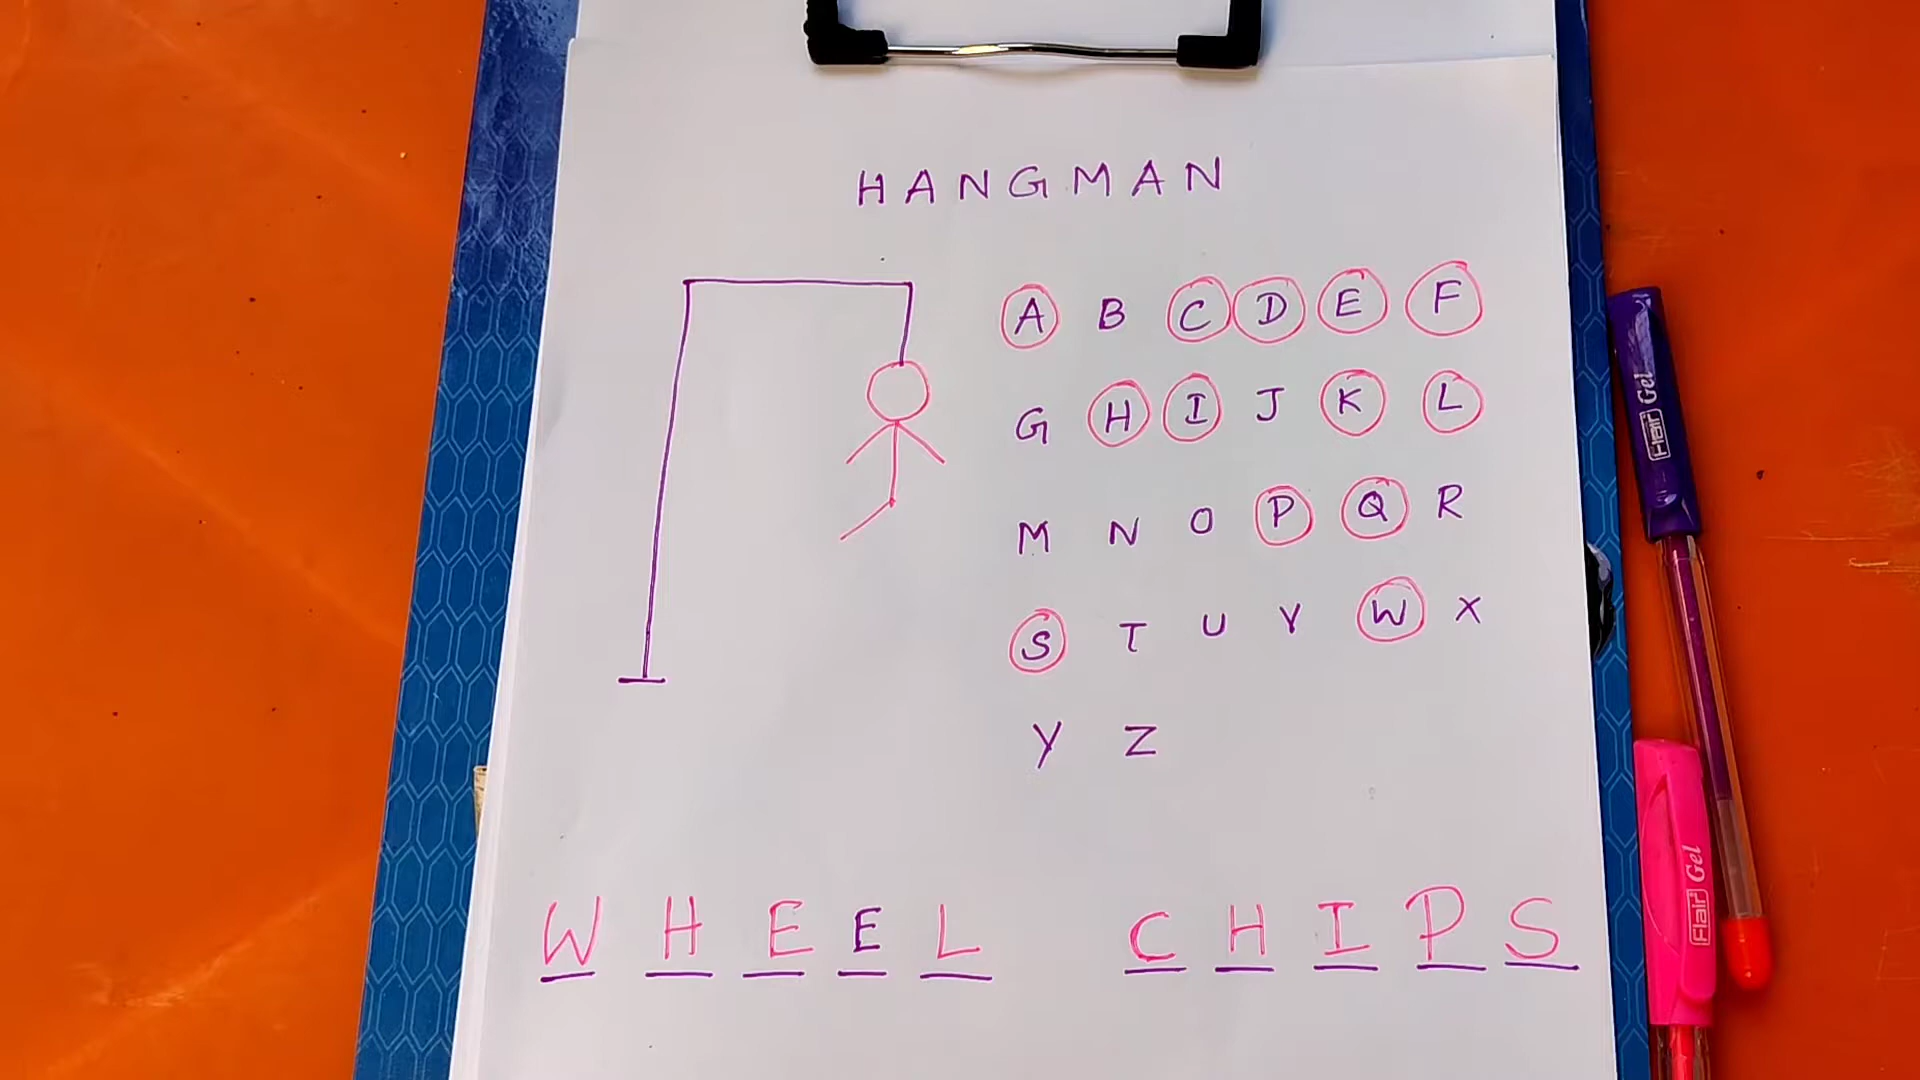 HANGMAN
A B C D E F
G H I J K L
M N O P Q R
S T U V W X
Y Z
WHEEL CHIPS
Flair Gel
Flair Gel